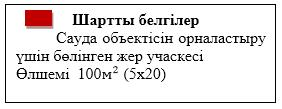 Шартты белгілер
Сауда объектісін орналастыру
үшін бөлінген жер учаскесі
Өлшемі 100м² (5х20)